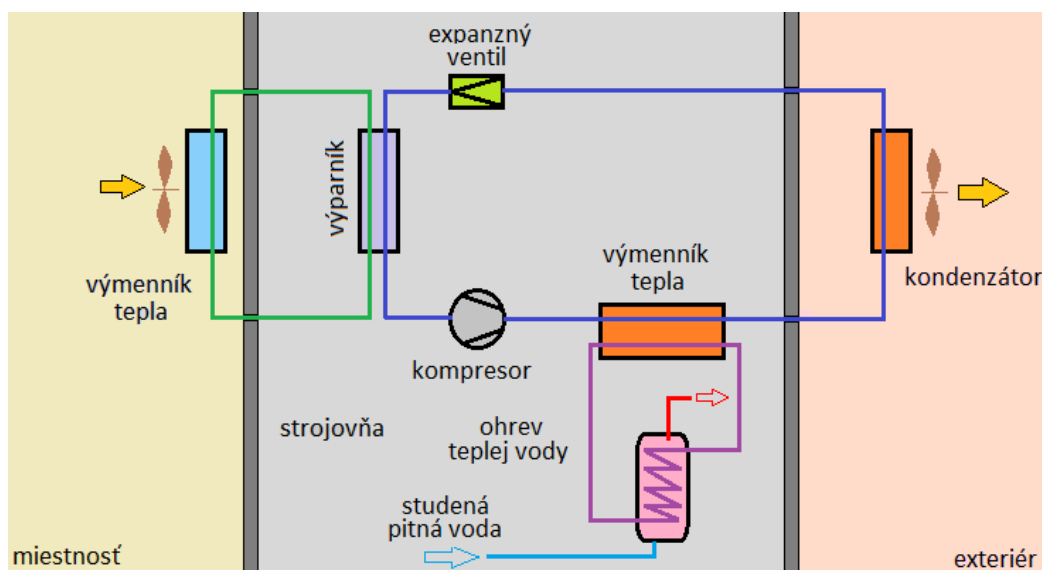 expanzný
ventil
výparník
výmenník
tepla
výmenník
tepla
kondenzátor
kompresor
strojovňa
ohrev
teplej vody
studená
pitná voda
miestnosť
exteriér